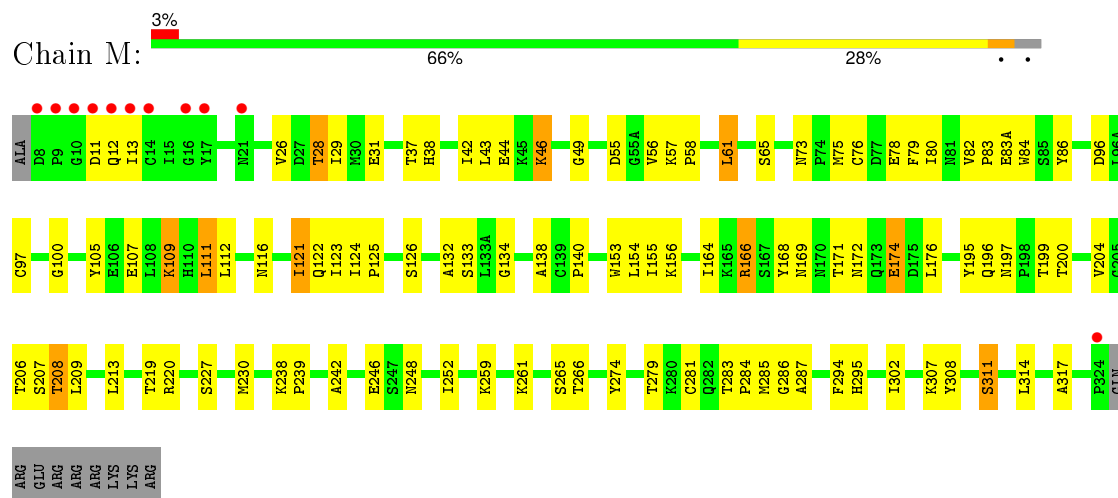 3%
Chain M:
66% 28% • •
ALA D8 P9 G10 D11 Q12 I13 C14 I15 G16 Y17 N21 V26 D27 T28 I29 M30 E31 T37 H38 I42 L43 E44 K45 K46 G49 D55 G55A V56 K57 P58 L61 S65 N73 P74 M75 C76 D77 E78 F79 I80 N81 V82 P83 E83A W84 S85 Y86 D96 L96A
C97 G100 Y105 E106 E107 L108 K109 H110 L111 L112 N116 I121 Q122 I123 I124 P125 S126 A132 S133 L133A G134 A138 C139 P140 W153 L154 I155 K156 I164 K165 R166 S167 Y168 N169 N170 T171 N172 Q173 E174 D175 L176 Y195 Q196 N197 P198 T199 T200 V204 G205
T206 S207 T208 L209 L213 T219 R220 S227 M230 K238 P239 A242 E246 S247 N248 I252 K259 K261 S265 T266 Y274 T279 K280 C281 Q282 T283 P284 M285 G286 A287 F294 H295 I302 K307 Y308 S311 L314 A317 P324 GLN
ARG GLU ARG ARG ARG LYS LYS ARG